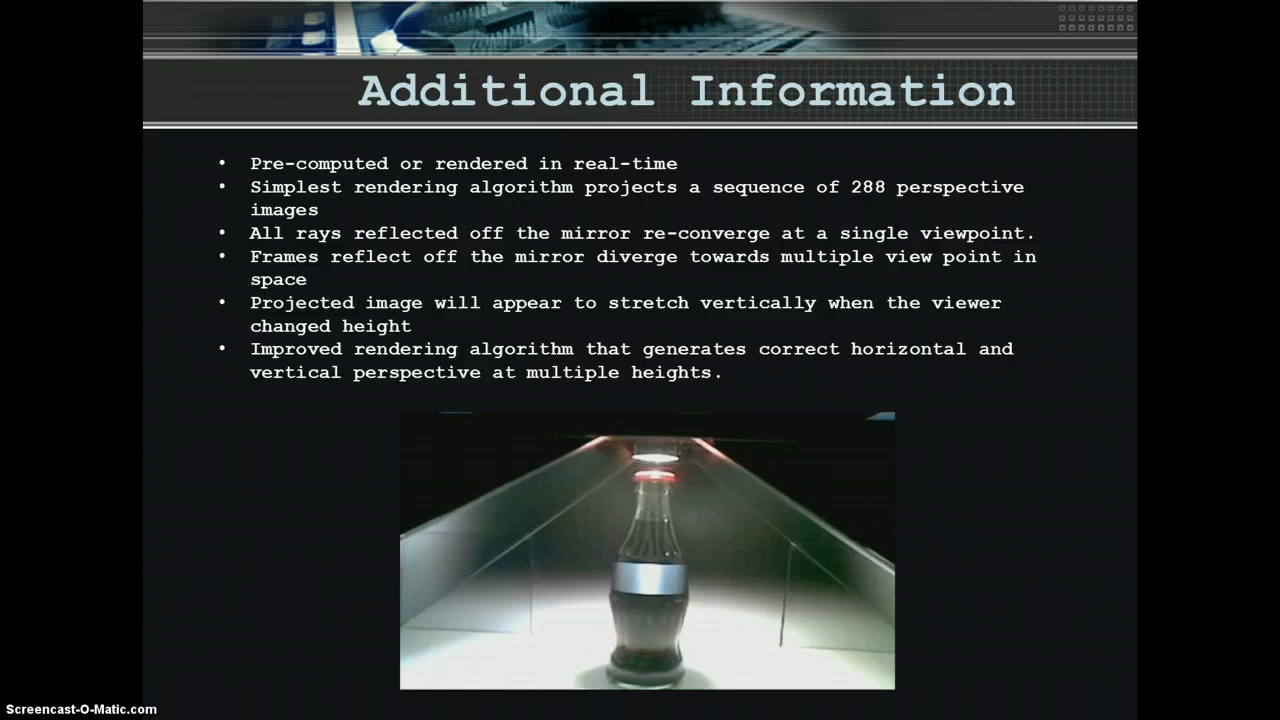 Additional Information
• Pre-computed or rendered in real-time
• Simplest rendering algorithm projects a sequence of 288 perspective
images
• All rays reflected off the mirror re-converge at a single viewpoint.
• Frames reflect off the mirror diverge towards multiple view point in
space
• Projected image will appear to stretch vertically when the viewer
changed height
• Improved rendering algorithm that generates correct horizontal and
vertical perspective at multiple heights.
Screencast-O-Matic.com